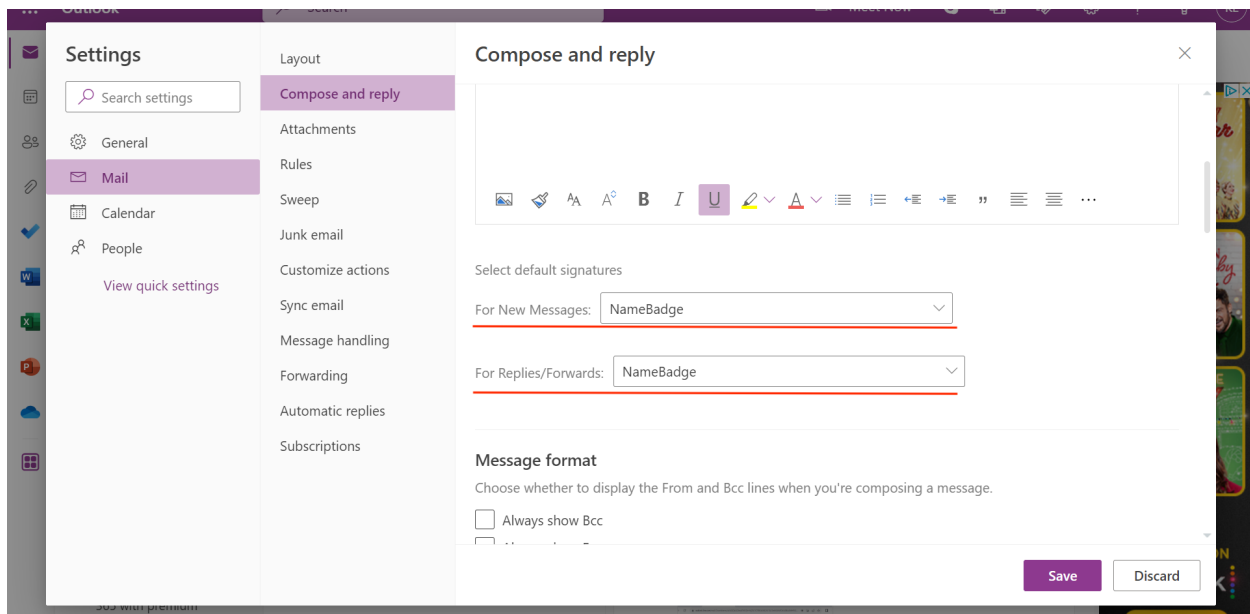 Outlook
Search
Meet Now
Settings
Search settings
General
Mail
Calendar
People
View quick settings
Layout
Compose and reply
Attachments
Rules
Sweep
Junk email
Customize actions
Sync email
Message handling
Forwarding
Automatic replies
Subscriptions
Compose and reply
B I U A
Select default signatures
For New Messages: NameBadge
For Replies/Forwards: NameBadge
Message format
Choose whether to display the From and Bcc lines when you're composing a message.
Always show Bcc
Save
Discard
365 with premium